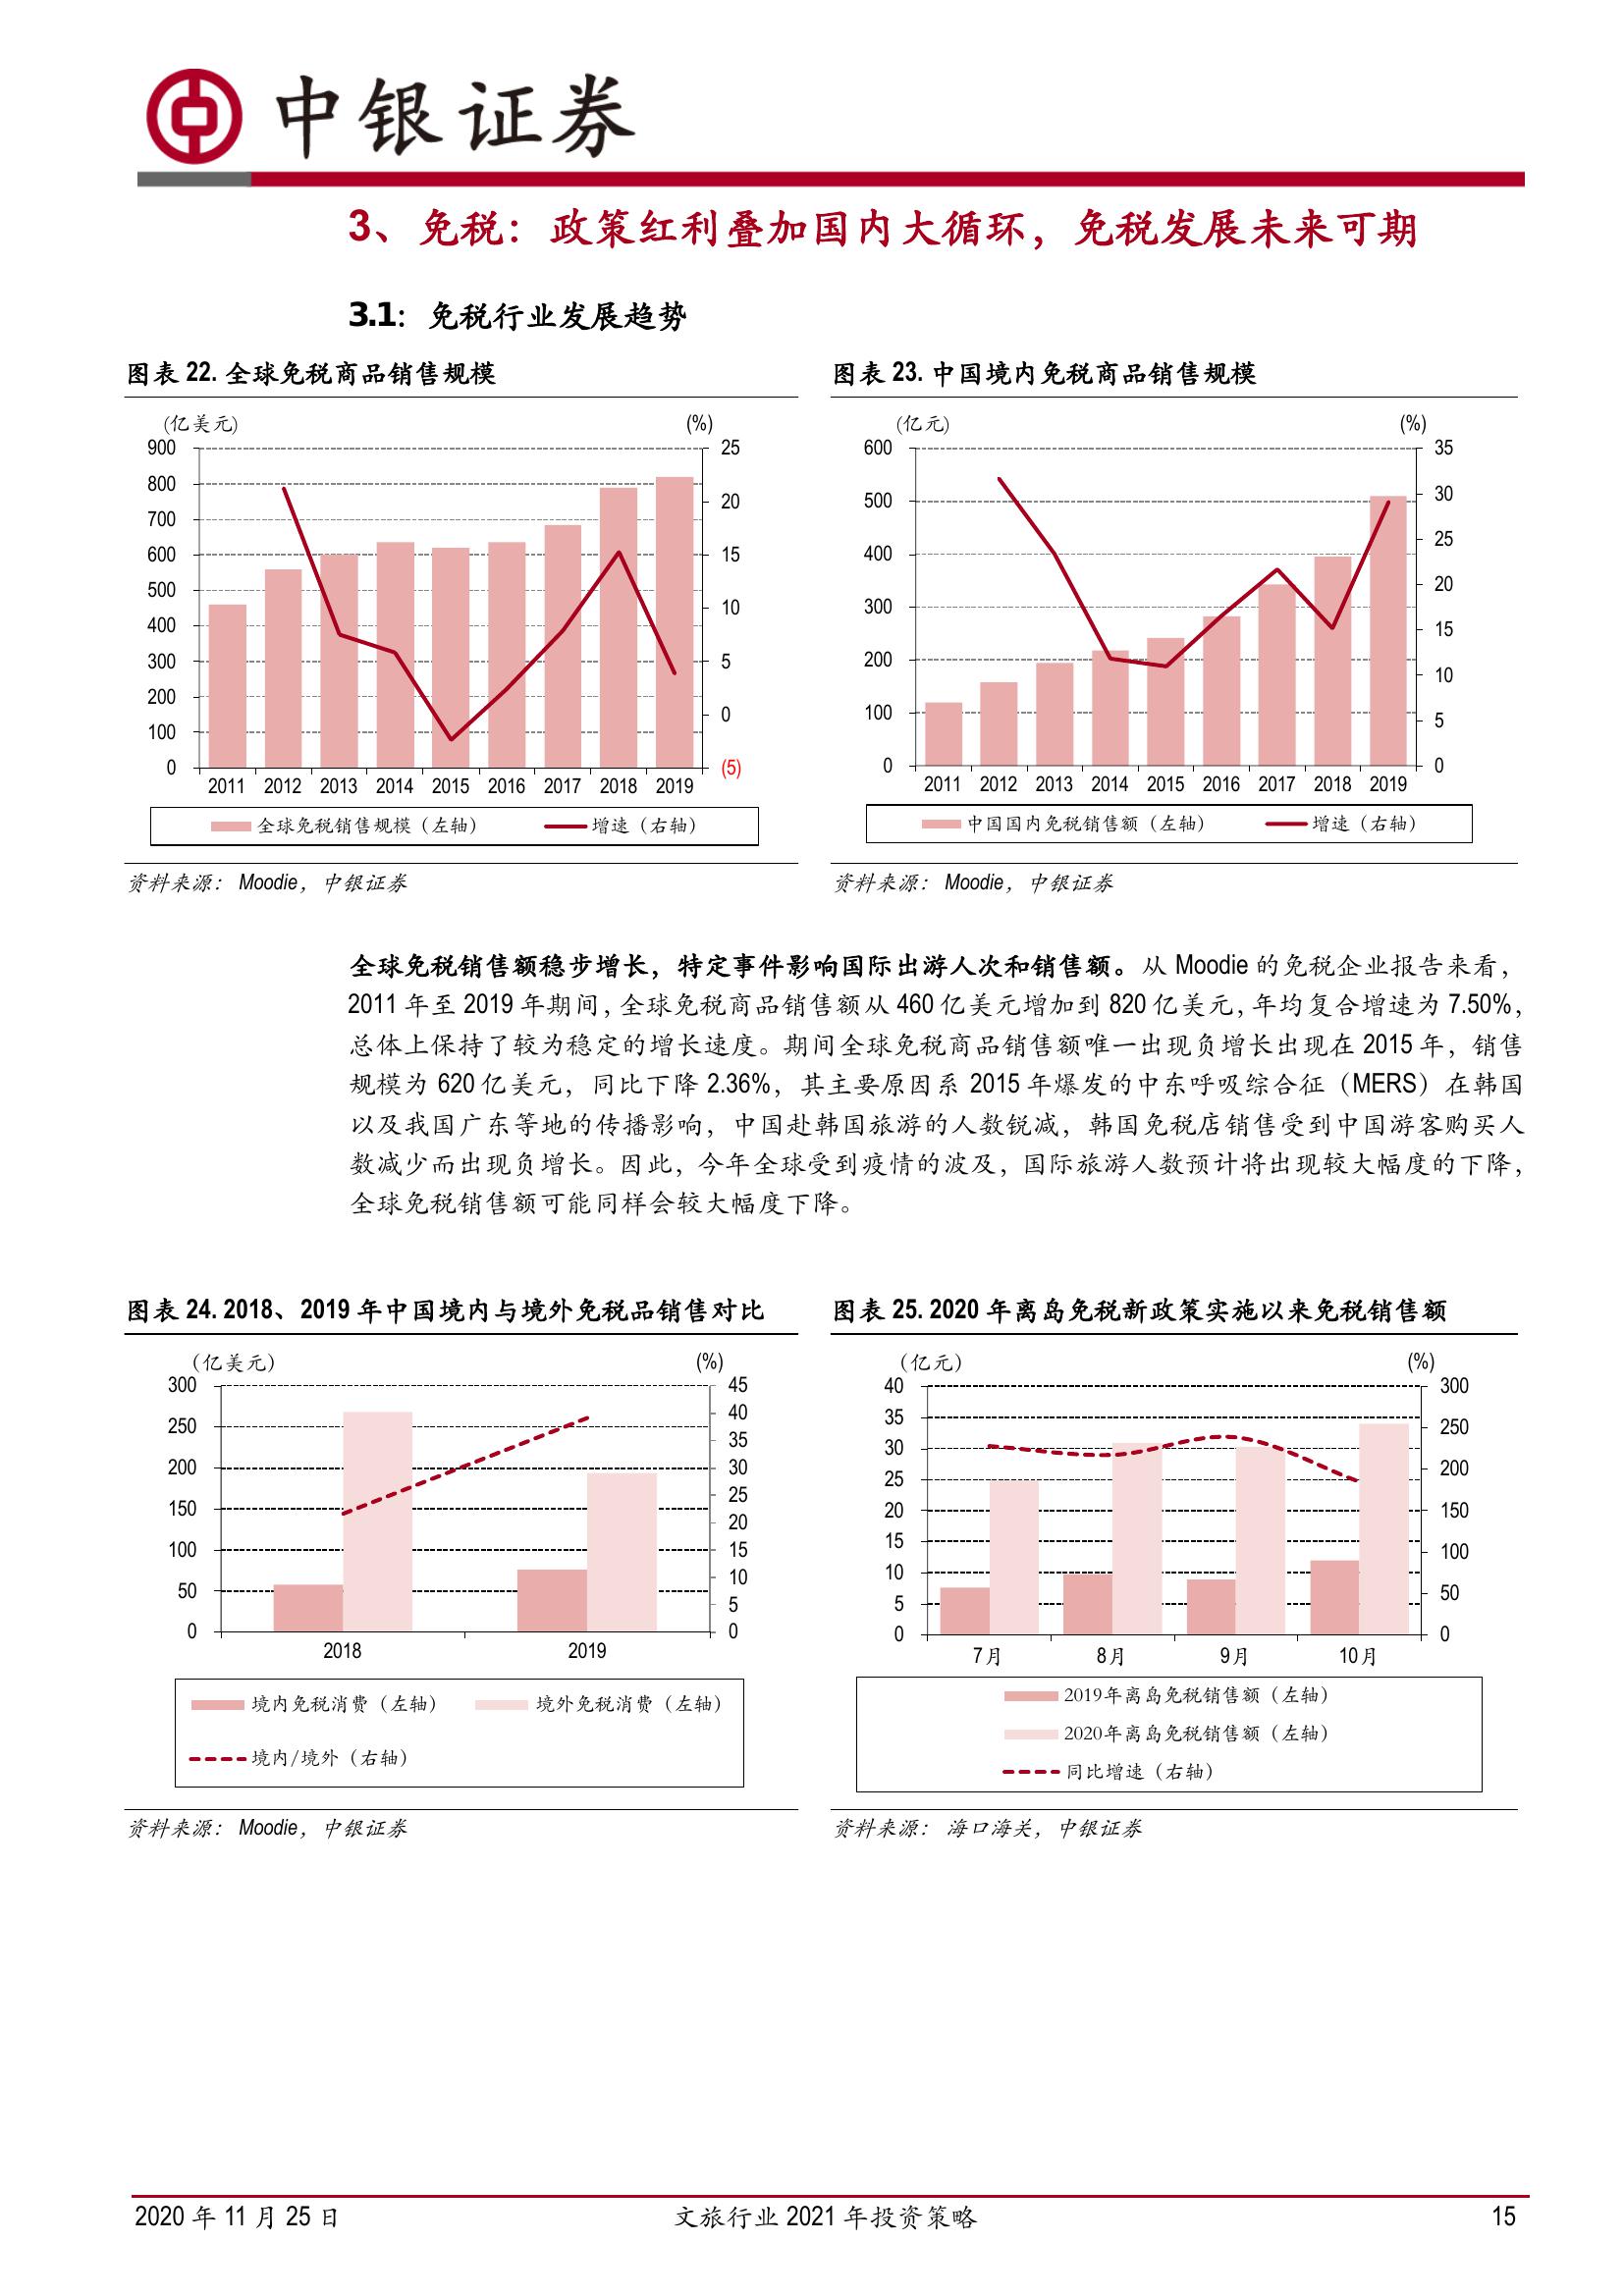 中银证券
3、免税：政策红利叠加国内大循环，免税发展未来可期
3.1：免税行业发展趋势
图表 22. 全球免税商品销售规模
(亿美元)
(%)
900
800
700
600
500
400
300
200
100
0
25
20
15
10
5
0
(5)
2011 2012 2013 2014 2015 2016 2017 2018 2019
全球免税销售规模（左轴） 增速（右轴）
资料来源： Moodie，中银证券
图表 23. 中国境内免税商品销售规模
(亿元)
(%)
600
500
400
300
200
100
0
35
30
25
20
15
10
5
0
2011 2012 2013 2014 2015 2016 2017 2018 2019
中国国内免税销售额（左轴） 增速（右轴）
资料来源： Moodie，中银证券
全球免税销售额稳步增长，特定事件影响国际出游人次和销售额。从 Moodie 的免税企业报告来看，
2011 年至 2019 年期间，全球免税商品销售额从 460 亿美元增加到 820 亿美元，年均复合增速为 7.50%，
总体上保持了较为稳定的增长速度。期间全球免税商品销售额唯一出现负增长出现在 2015 年，销售
规模为 620 亿美元，同比下降 2.36%，其主要原因系 2015 年爆发的中东呼吸综合征（MERS）在韩国
以及我国广东等地的传播影响，中国赴韩国旅游的人数锐减，韩国免税店销售受到中国游客购买人
数减少而出现负增长。因此，今年全球受到疫情的波及，国际旅游人数预计将出现较大幅度的下降，
全球免税销售额可能同样会较大幅度下降。
图表 24. 2018、2019 年中国境内与境外免税品销售对比
（亿美元）
(%)
300
250
200
150
100
50
0
45
40
35
30
25
20
15
10
5
0
2018 2019
境内免税消费（左轴） 境外免税消费（左轴）
境内/境外（右轴）
资料来源： Moodie，中银证券
图表 25. 2020 年离岛免税新政策实施以来免税销售额
（亿元）
(%)
40
35
30
25
20
15
10
5
0
300
250
200
150
100
50
0
7月 8月 9月 10月
2019年离岛免税销售额（左轴）
2020年离岛免税销售额（左轴）
同比增速（右轴）
资料来源： 海口海关，中银证券
2020 年 11 月 25 日 文旅行业 2021 年投资策略 15